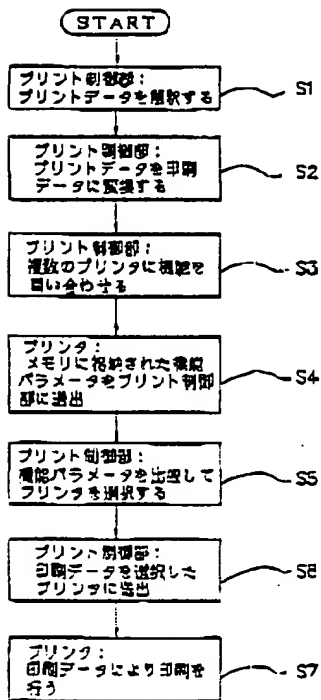 START
プリント制御部:
プリントデータを解釈する
S1
プリント制御部:
プリントデータを印刷
データに変換する
S2
プリント制御部:
複数のプリンタに機能を
問い合わせる
S3
プリンタ:
メモリに格納された機能
パラメータをプリント制御
部に送出
S4
プリント制御部:
機能パラメータを比較して
プリンタを選択する
S5
プリント制御部:
印刷データを選択した
プリンタに送出
S6
プリンタ:
印刷データにより印刷を
行う
S7